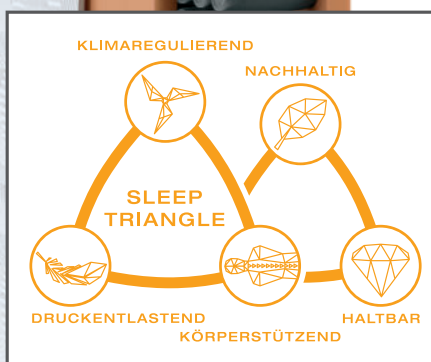 KLIMAREGULIEREND
NACHHALTIG
SLEEP
TRIANGLE
DRUCKENTLASTEND
HALTBAR
KÖRPERSTÜTZEND